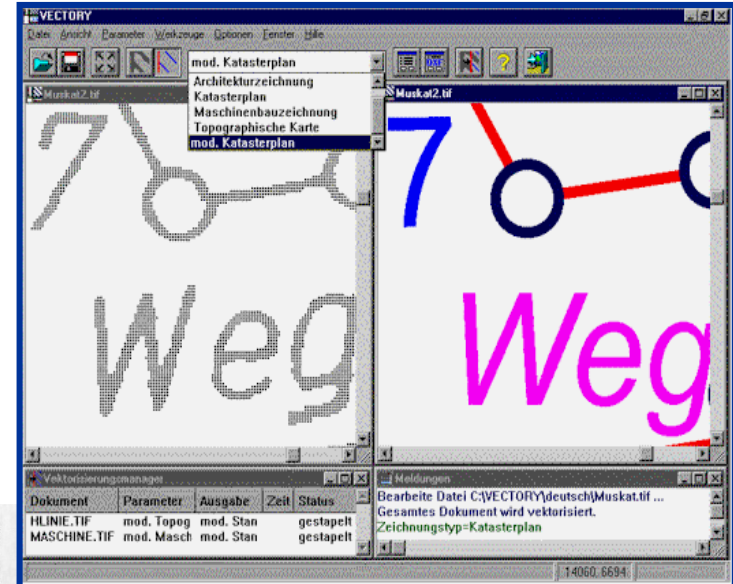 VECTORY
Datei Ansicht Parameter Werkzeuge Optionen Fenster Hilfe
mod. Katasterplan
Architekturzeichnung
Katasterplan
Maschinenbauzeichnung
Topographische Karte
mod. Katasterplan
Muskat2.tif
7
Weg
Muskat2.tif
7
Weg
Vektorisierungsmanager
Dokument Parameter Ausgabe Zeit Status
HLINIE.TIF mod. Topog mod. Stan gestapelt
MASCHINE.TIF mod. Masch mod. Stan gestapelt
Meldungen
Bearbeite Datei C:\VECTORY\deutsch\Muskat.tif ...
Gesamtes Dokument wird vektorisiert.
Zeichnungstyp=Katasterplan
14060, 6694